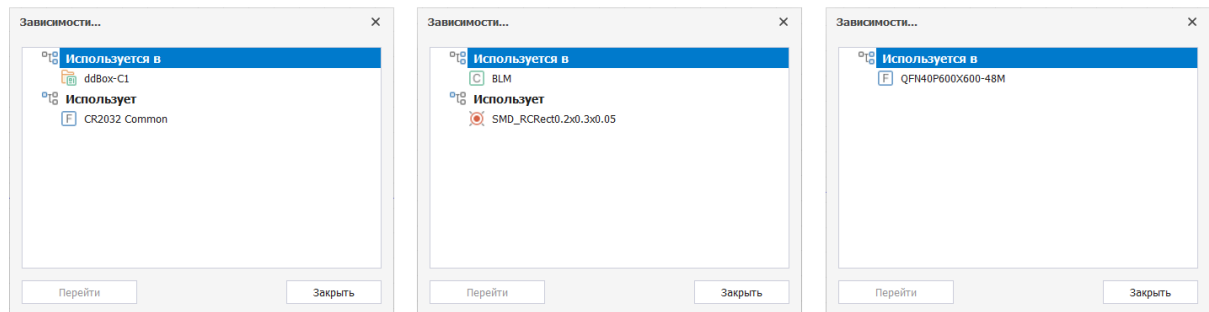 Зависимости...
Используется в
ddBox-C1
Использует
F CR2032 Common
Перейти
Закрыть
Зависимости...
Используется в
C BLM
Использует
SMD_RCRect0.2x0.3x0.05
Перейти
Закрыть
Зависимости...
Используется в
F QFN40P600X600-48M
Перейти
Закрыть